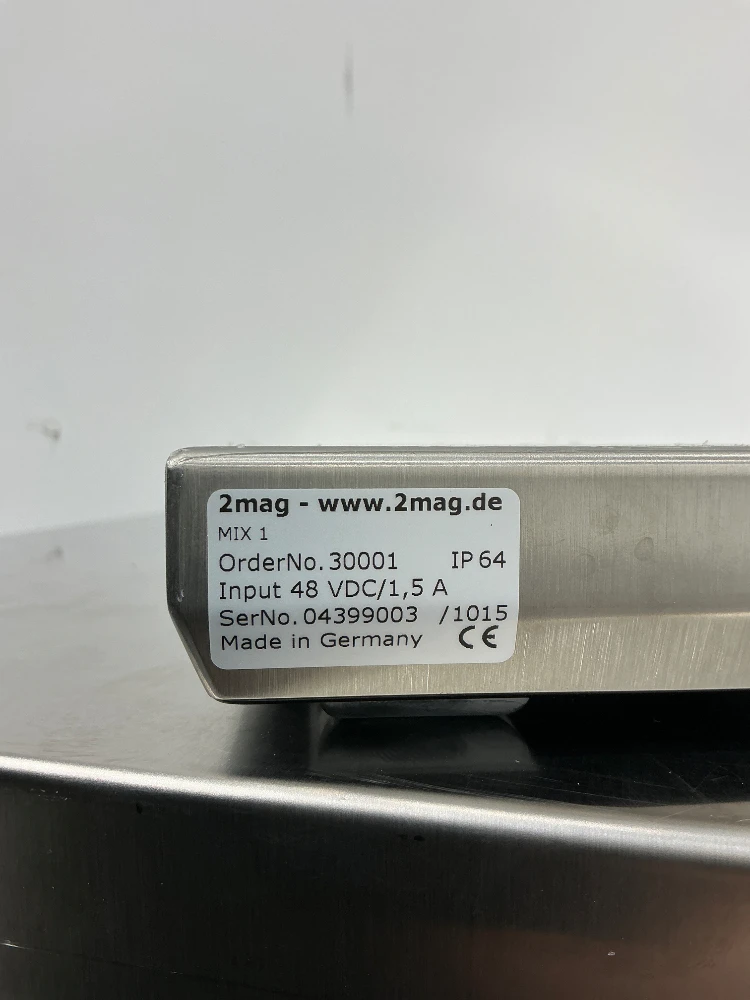 2mag - www.2mag.de
MIX 1
OrderNo. 30001 IP 64
Input 48 VDC/1,5 A
SerNo. 04399003 /1015
Made in Germany CE